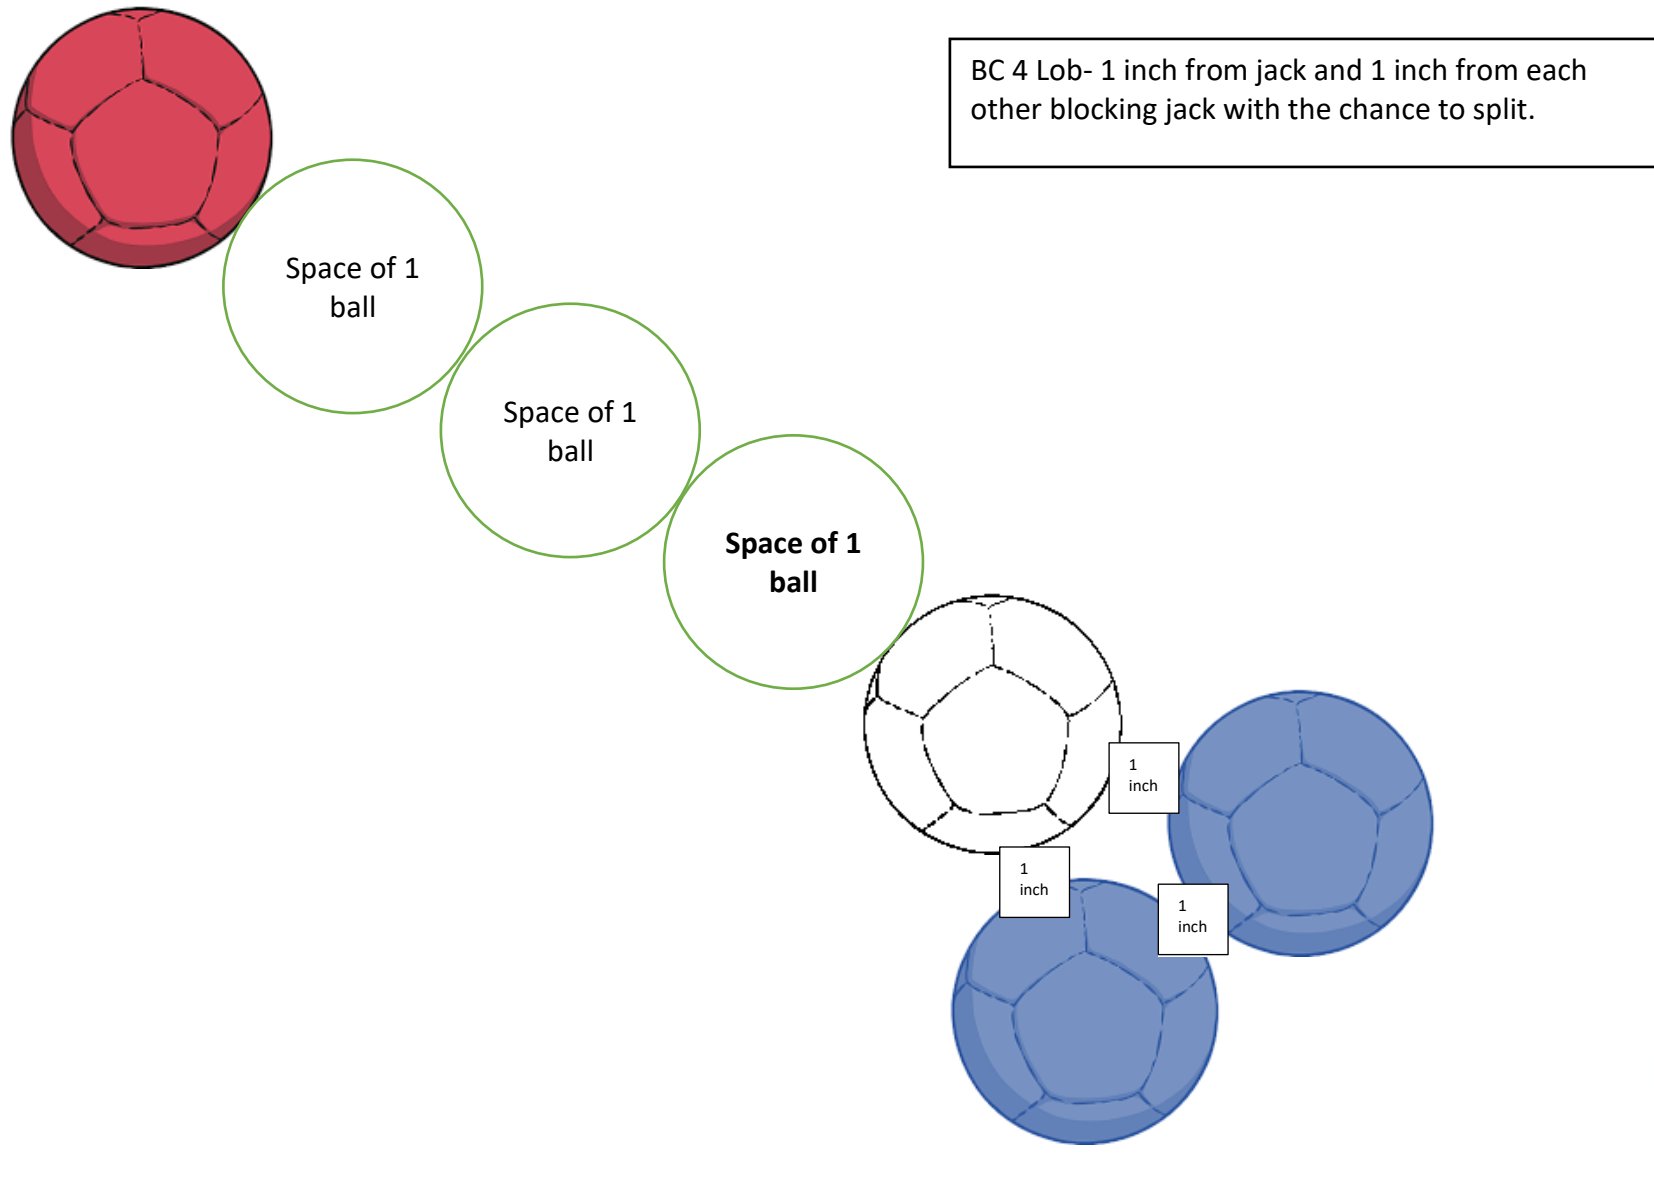 BC 4 Lob- 1 inch from jack and 1 inch from each
other blocking jack with the chance to split.
Space of 1
ball
Space of 1
ball
Space of 1
ball
1
inch
1
inch
1
inch